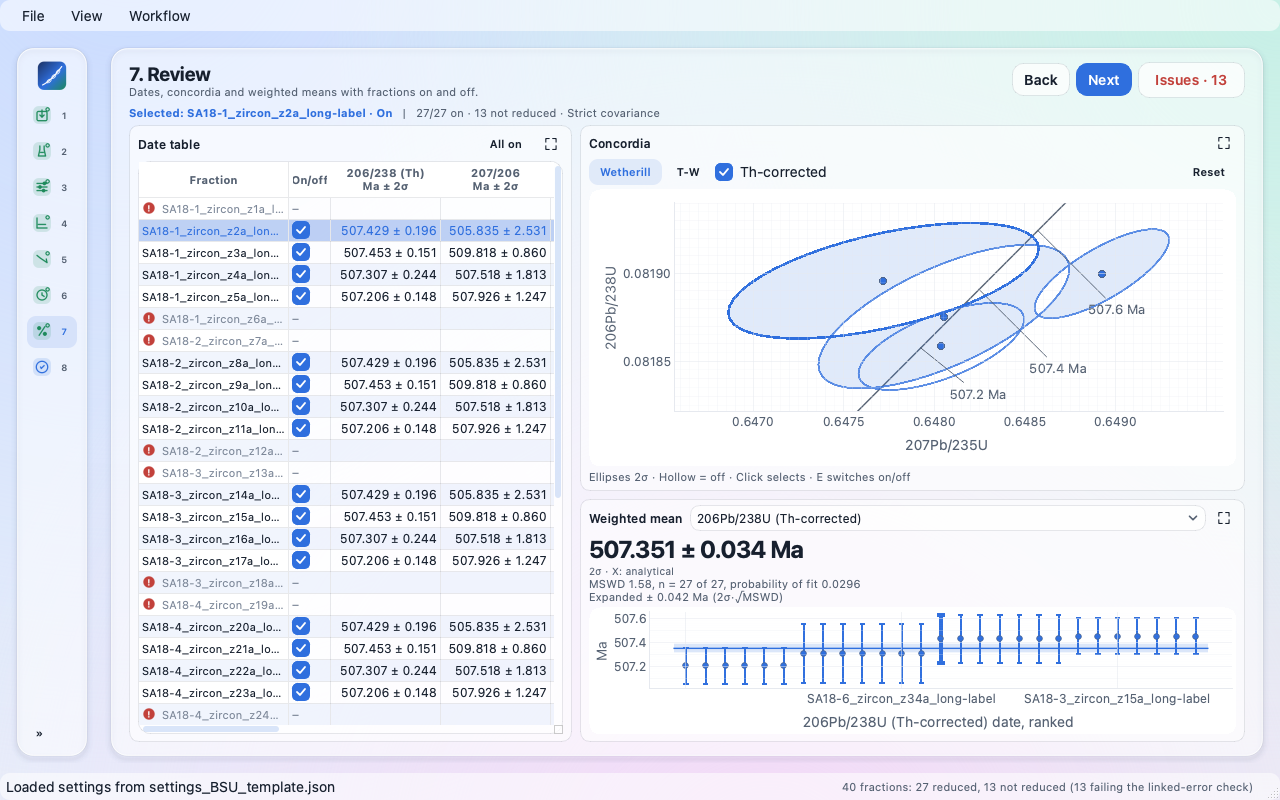 File View Workflow
7. Review
Dates, concordia and weighted means with fractions on and off.
Back Next Issues · 13
Selected: SA18-1_zircon_z2a_long-label · On | 27/27 on · 13 not reduced · Strict covariance
1
2
3
4
5
6
7
8
»
Date table All on
Fraction On/off 206/238 (Th) Ma ± 2σ 207/206 Ma ± 2σ
SA18-1_zircon_z1a_l... –
SA18-1_zircon_z2a_lon... 507.429 ± 0.196 505.835 ± 2.531
SA18-1_zircon_z3a_lon... 507.453 ± 0.151 509.818 ± 0.860
SA18-1_zircon_z4a_lon... 507.307 ± 0.244 507.518 ± 1.813
SA18-1_zircon_z5a_lon... 507.206 ± 0.148 507.926 ± 1.247
SA18-1_zircon_z6a_... –
SA18-2_zircon_z7a_... –
SA18-2_zircon_z8a_lon... 507.429 ± 0.196 505.835 ± 2.531
SA18-2_zircon_z9a_lon... 507.453 ± 0.151 509.818 ± 0.860
SA18-2_zircon_z10a_lo... 507.307 ± 0.244 507.518 ± 1.813
SA18-2_zircon_z11a_lon... 507.206 ± 0.148 507.926 ± 1.247
SA18-2_zircon_z12a... –
SA18-3_zircon_z13a... –
SA18-3_zircon_z14a_lo... 507.429 ± 0.196 505.835 ± 2.531
SA18-3_zircon_z15a_lo... 507.453 ± 0.151 509.818 ± 0.860
SA18-3_zircon_z16a_lo... 507.307 ± 0.244 507.518 ± 1.813
SA18-3_zircon_z17a_lo... 507.206 ± 0.148 507.926 ± 1.247
SA18-3_zircon_z18a... –
SA18-4_zircon_z19a... –
SA18-4_zircon_z20a_lo... 507.429 ± 0.196 505.835 ± 2.531
SA18-4_zircon_z21a_lo... 507.453 ± 0.151 509.818 ± 0.860
SA18-4_zircon_z22a_lo... 507.307 ± 0.244 507.518 ± 1.813
SA18-4_zircon_z23a_lo... 507.206 ± 0.148 507.926 ± 1.247
SA18-4_zircon_z24... –
Concordia
Wetherill T-W Th-corrected Reset
206Pb/238U
0.08190
0.08185
507.6 Ma
507.4 Ma
507.2 Ma
0.6470 0.6475 0.6480 0.6485 0.6490
207Pb/235U
Ellipses 2σ · Hollow = off · Click selects · E switches on/off
Weighted mean 206Pb/238U (Th-corrected)
507.351 ± 0.034 Ma
2σ · X: analytical
MSWD 1.58, n = 27 of 27, probability of fit 0.0296
Expanded ± 0.042 Ma (2σ·√MSWD)
Ma
507.6
507.4
507.2
SA18-6_zircon_z34a_long-label SA18-3_zircon_z15a_long-label
206Pb/238U (Th-corrected) date, ranked
Loaded settings from settings_BSU_template.json
40 fractions: 27 reduced, 13 not reduced (13 failing the linked-error check)